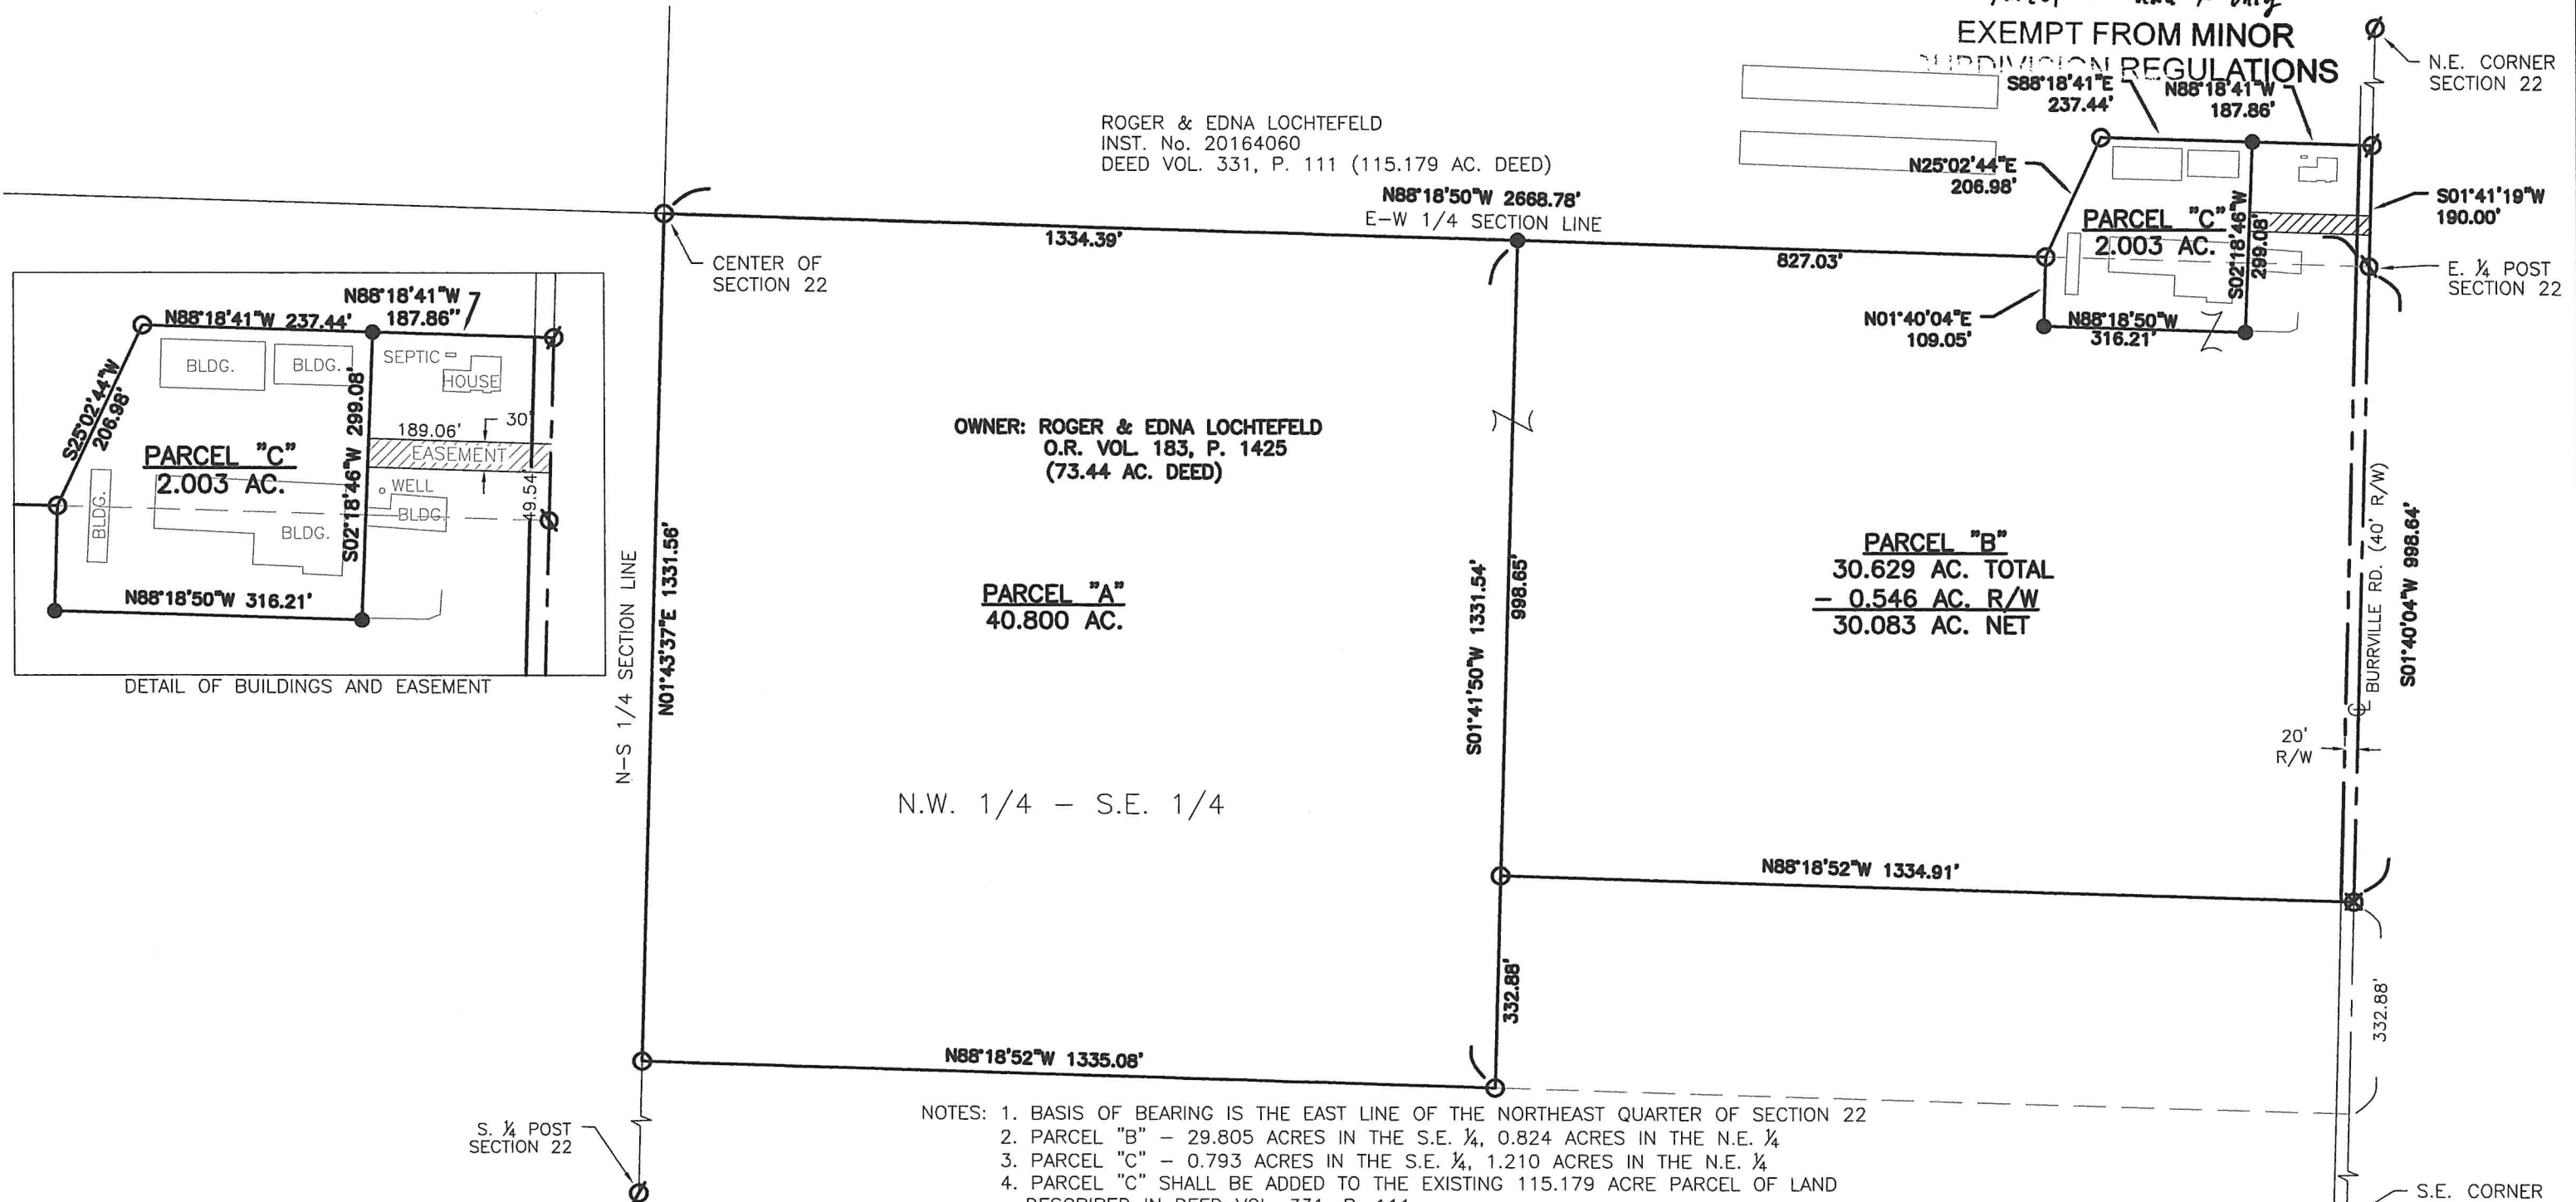 Only
EXEMPT FROM MINOR
SUBDIVISION REGULATIONS
N.E. CORNER
SECTION 22
S88°18'41"E
237.44'
N88°18'41"W
187.86'
ROGER & EDNA LOCHTEFELD
INST. No. 20164060
DEED VOL. 331, P. 111 (115.179 AC. DEED)
N25°02'44"E
206.98'
N88°18'50"W 2668.78'
E-W 1/4 SECTION LINE
S01°41'19"W
190.00'
PARCEL "C"
2.003 AC.
S02°18'46"W
299.08'
1334.39'
827.03'
CENTER OF
SECTION 22
E. ¼ POST
SECTION 22
N01°40'04"E
109.05'
N88°18'50"W
316.21'
N88°18'41"W
187.86"
N88°18'41"W 237.44'
BLDG.
BLDG.
SEPTIC
HOUSE
S25°02'44"W
206.98'
S02°18'46"W 299.08'
189.06'
30'
EASEMENT
PARCEL "C"
2.003 AC.
WELL
49.54'
BLDG.
BLDG.
BLDG.
N88°18'50"W 316.21'
DETAIL OF BUILDINGS AND EASEMENT
OWNER: ROGER & EDNA LOCHTEFELD
O.R. VOL. 183, P. 1425
(73.44 AC. DEED)
N-S 1/4 SECTION LINE
N01°43'37"E 1331.56'
PARCEL "A"
40.800 AC.
S01°41'50"W 1331.54'
998.65'
PARCEL "B"
30.629 AC. TOTAL
- 0.546 AC. R/W
30.083 AC. NET
BURRVILLE RD. (40' R/W)
S01°40'04"W 998.64'
20'
R/W
N.W. 1/4 - S.E. 1/4
N88°18'52"W 1334.91'
332.88'
332.88'
N88°18'52"W 1335.08'
S. ¼ POST
SECTION 22
NOTES: 1. BASIS OF BEARING IS THE EAST LINE OF THE NORTHEAST QUARTER OF SECTION 22
2. PARCEL "B" - 29.805 ACRES IN THE S.E. ¼, 0.824 ACRES IN THE N.E. ¼
3. PARCEL "C" - 0.793 ACRES IN THE S.E. ¼, 1.210 ACRES IN THE N.E. ¼
4. PARCEL "C" SHALL BE ADDED TO THE EXISTING 115.179 ACRE PARCEL OF LAND
DESCRIBED IN DEED VOL. 331, P. 111
S.E. CORNER